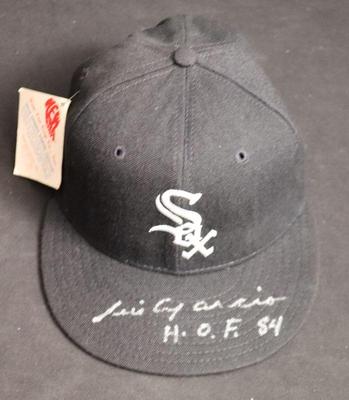 Sox
Luis Aparicio
H.O.F. 84